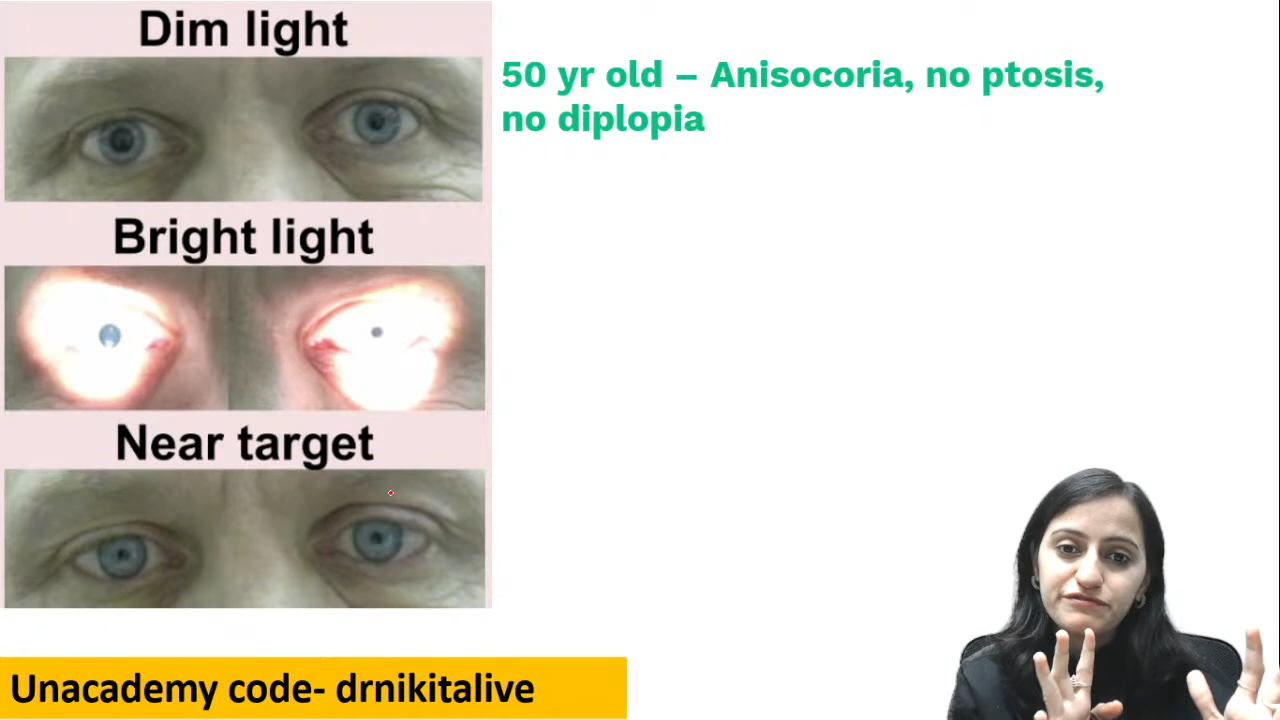 Dim light
50 yr old – Anisocoria, no ptosis,
no diplopia
Bright light
Near target
Unacademy code- drnikitalive